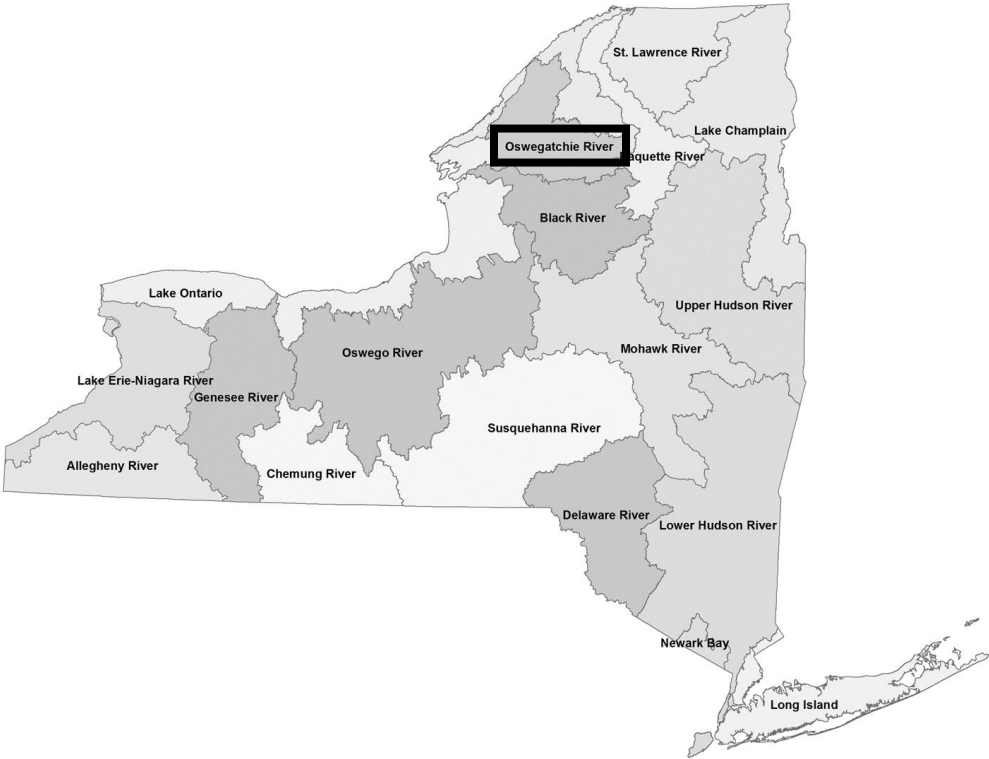 St. Lawrence River
Lake Champlain
Oswegatchie River
aquette River
Black River
Lake Ontario
Upper Hudson River
Oswego River
Mohawk River
Lake Erie-Niagara River
Genesee River
Susquehanna River
Allegheny River
Chemung River
Delaware River
Lower Hudson River
Newark Bay
Long Island